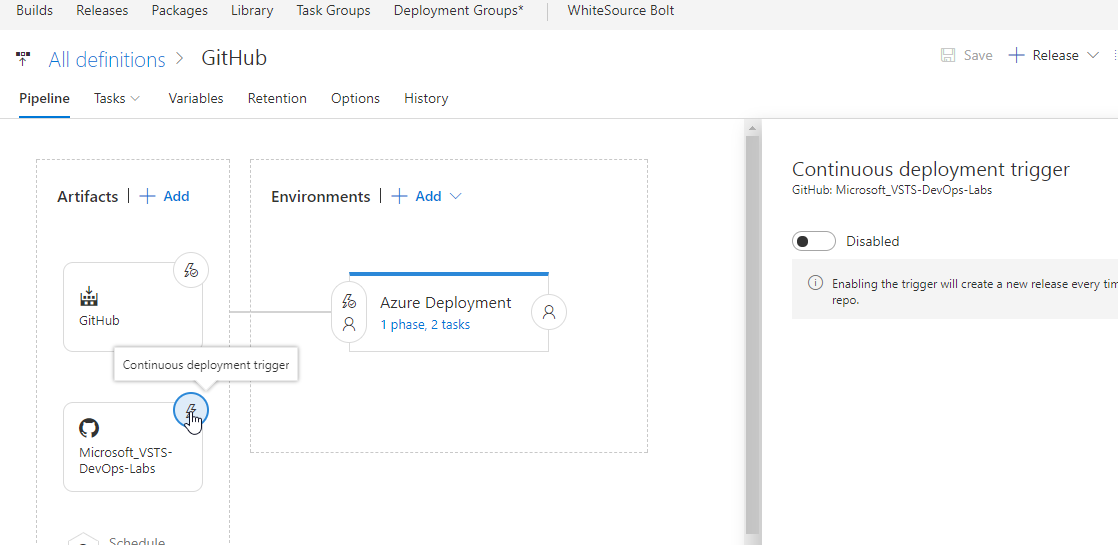 Builds Releases Packages Library Task Groups Deployment Groups* WhiteSource Bolt
All definitions > GitHub
Save + Release
Pipeline Tasks Variables Retention Options History
Artifacts | + Add
Environments | + Add
GitHub
Azure Deployment
1 phase, 2 tasks
Continuous deployment trigger
Microsoft_VSTS-
DevOps-Labs
Schedule
Continuous deployment trigger
GitHub: Microsoft_VSTS-DevOps-Labs
Disabled
Enabling the trigger will create a new release every tim
repo.